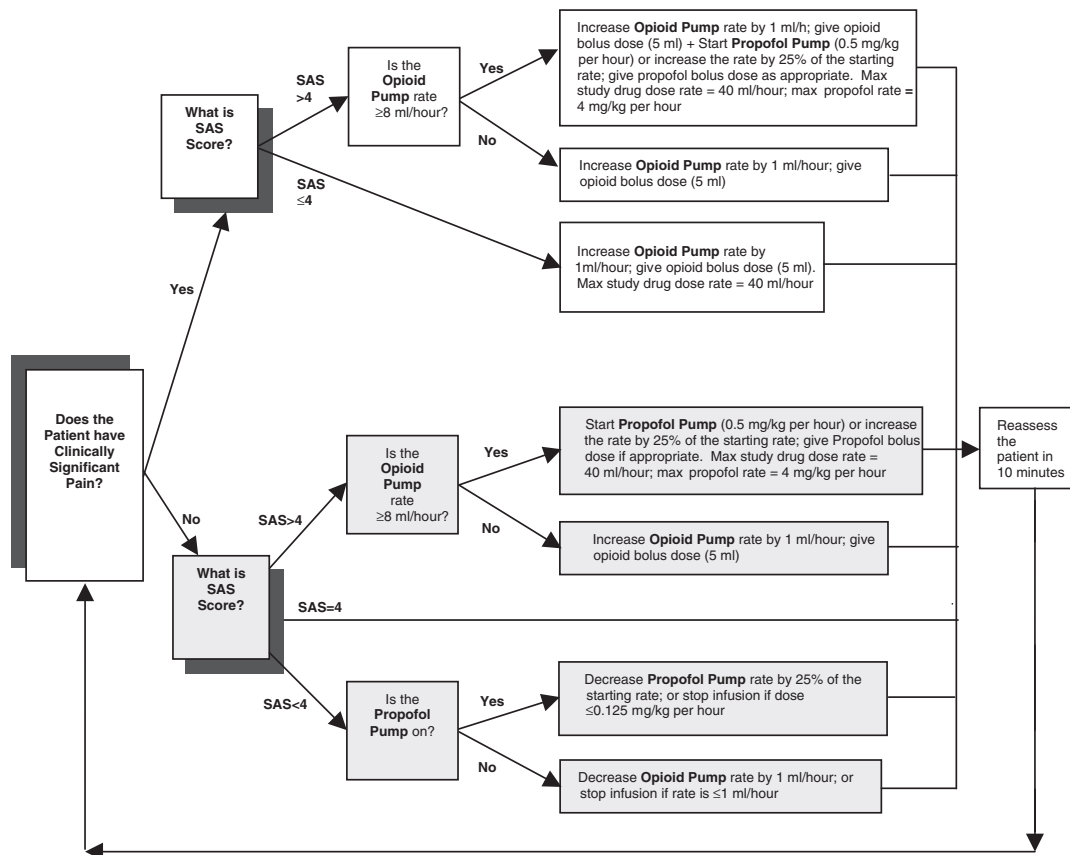 Does the
Patient have
Clinically
Significant
Pain?
Yes
What is
SAS
Score?
SAS
>4
Is the
Opioid
Pump rate
≥8 ml/hour?
Yes
Increase Opioid Pump rate by 1 ml/h; give opioid
bolus dose (5 ml) + Start Propofol Pump (0.5 mg/kg
per hour) or increase the rate by 25% of the starting
rate; give propofol bolus dose as appropriate. Max
study drug dose rate = 40 ml/hour; max propofol rate =
4 mg/kg per hour
No
Increase Opioid Pump rate by 1 ml/hour; give
opioid bolus dose (5 ml)
SAS
≤4
Increase Opioid Pump rate by
1ml/hour; give opioid bolus dose (5 ml).
Max study drug dose rate = 40 ml/hour
No
What is
SAS
Score?
SAS>4
Is the
Opioid
Pump
rate
≥8 ml/hour?
Yes
Start Propofol Pump (0.5 mg/kg per hour) or increase
the rate by 25% of the starting rate; give Propofol bolus
dose if appropriate. Max study drug dose rate =
40 ml/hour; max propofol rate = 4 mg/kg per hour
No
Increase Opioid Pump rate by 1 ml/hour; give
opioid bolus dose (5 ml)
SAS=4
SAS<4
Is the
Propofol
Pump on?
Yes
Decrease Propofol Pump rate by 25% of the
starting rate; or stop infusion if dose
≤0.125 mg/kg per hour
No
Decrease Opioid Pump rate by 1 ml/hour; or
stop infusion if rate is ≤1 ml/hour
Reassess
the
patient in
10 minutes